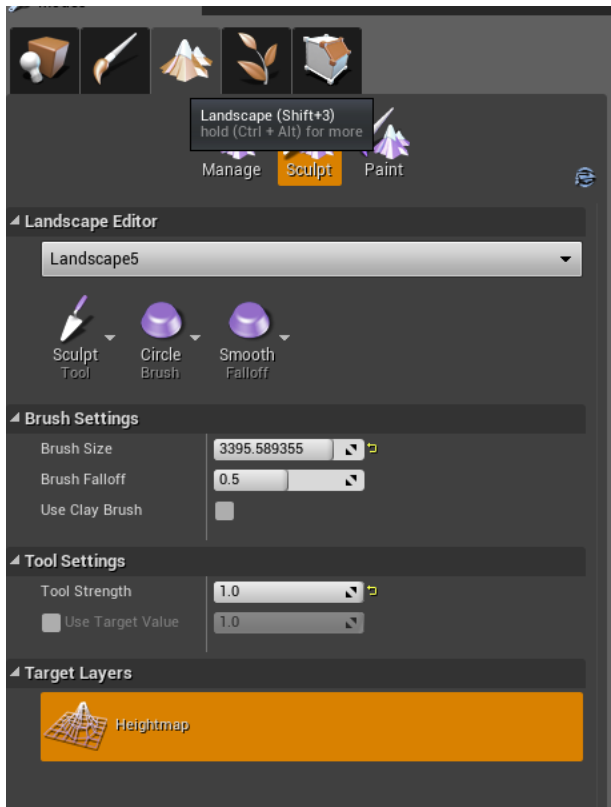 Landscape (Shift+3)
hold (Ctrl + Alt) for more
Manage Sculpt Paint
Landscape Editor
Landscape5
Sculpt Circle Smooth
Tool Brush Falloff
Brush Settings
Brush Size 3395.589355
Brush Falloff 0.5
Use Clay Brush
Tool Settings
Tool Strength 1.0
Use Target Value 1.0
Target Layers
Heightmap